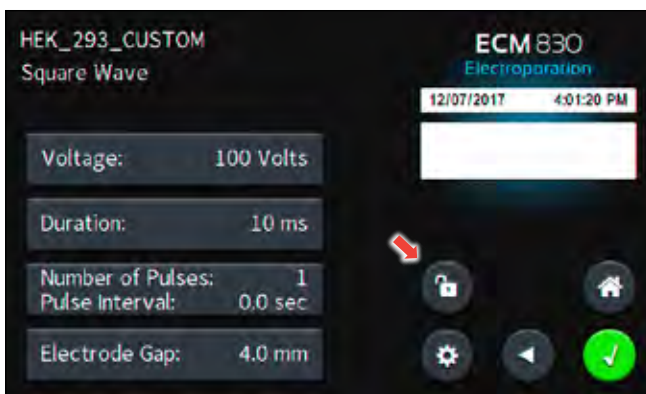 HEK_293_CUSTOM
Square Wave
ECM 830
Electroporation
12/07/2017 4:01:20 PM
Voltage: 100 Volts
Duration: 10 ms
Number of Pulses: 1
Pulse Interval: 0.0 sec
Electrode Gap: 4.0 mm